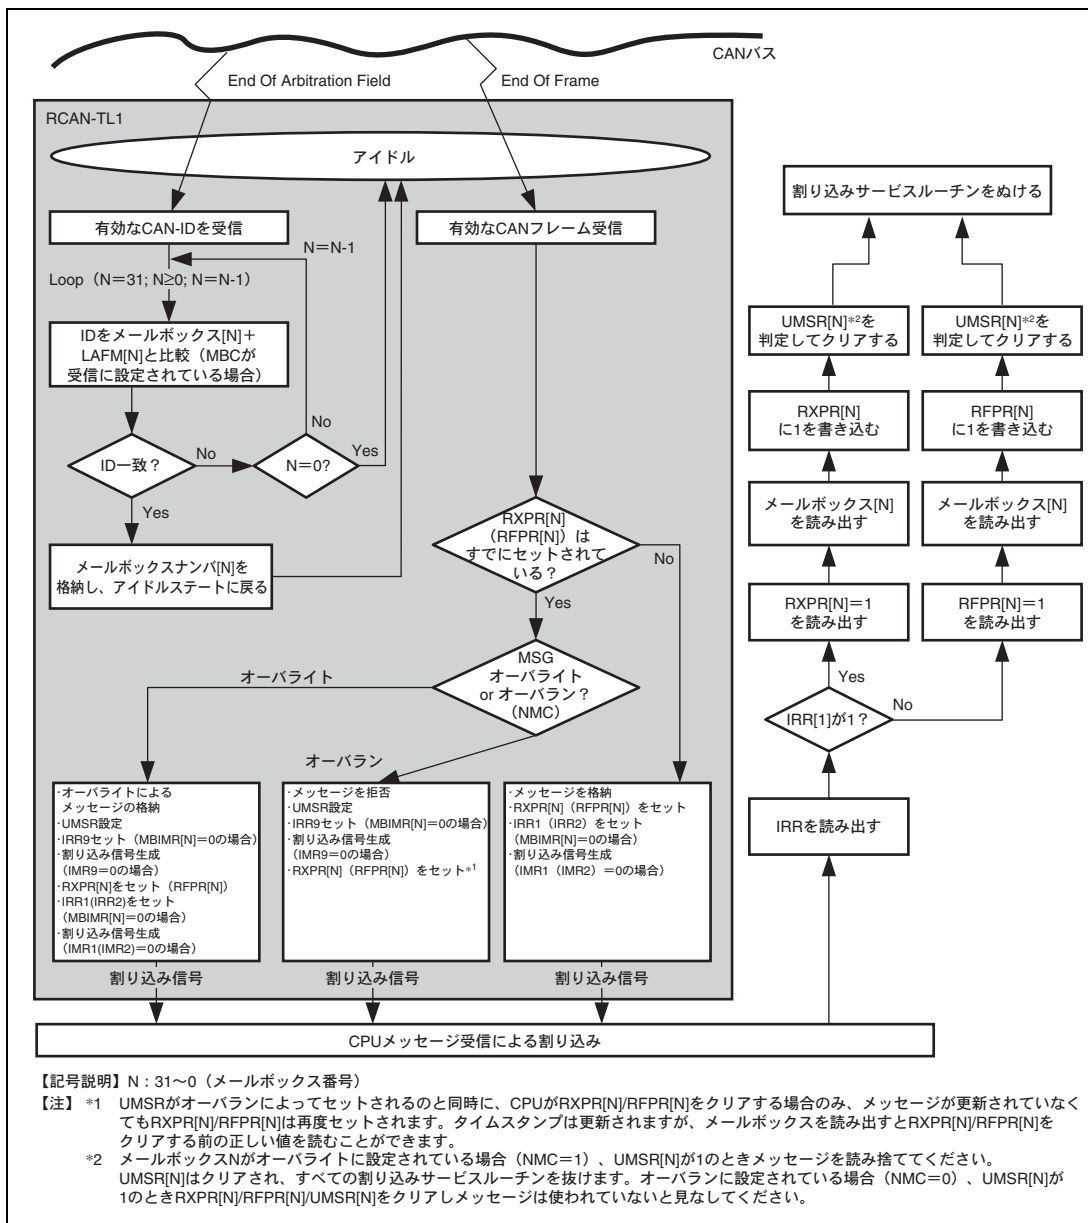 CANバス
End Of Arbitration Field
End Of Frame
RCAN-TL1
アイドル
有効なCAN-IDを受信
有効なCANフレーム受信
N＝N-1
Loop（N＝31; N≥0; N＝N-1）
IDをメールボックス[N]＋
LAFM[N]と比較（MBCが
受信に設定されている場合）
ID一致？
No
Yes
N＝0?
No
Yes
メールボックスナンバ[N]を
格納し、アイドルステートに戻る
RXPR[N]
（RFPR[N]）は
すでにセットされて
いる？
No
Yes
MSG
オーバライト
or オーバラン？
（NMC）
オーバライト
オーバラン
・オーバライトによる
メッセージの格納
・UMSR設定
・IRR9セット（MBIMR[N]＝0の場合）
・割り込み信号生成
（IMR9＝0の場合）
・RXPR[N]をセット（RFPR[N]）
・IRR1(IRR2)をセット
（MBIMR[N]＝0の場合）
・割り込み信号生成
（IMR1(IMR2)＝0の場合）
・メッセージを拒否
・UMSR設定
・IRR9セット（MBIMR[N]＝0の場合）
・割り込み信号生成
（IMR9＝0の場合）
・RXPR[N]（RFPR[N]）をセット*1
・メッセージを格納
・RXPR[N]（RFPR[N]）をセット
・IRR1（IRR2）をセット
（MBIMR[N]＝0の場合）
・割り込み信号生成
（IMR1（IMR2）＝0の場合）
割り込み信号
割り込み信号
割り込み信号
CPUメッセージ受信による割り込み
割り込みサービスルーチンをぬける
UMSR[N]*2を
判定してクリアする
UMSR[N]*2を
判定してクリアする
RXPR[N]
に1を書き込む
RFPR[N]
に1を書き込む
メールボックス[N]
を読み出す
メールボックス[N]
を読み出す
RXPR[N]＝1
を読み出す
RFPR[N]＝1
を読み出す
Yes
No
IRR[1]が1？
IRRを読み出す
【記号説明】N：31～0（メールボックス番号）
【注】 *1 UMSRがオーバランによってセットされるのと同時に、CPUがRXPR[N]/RFPR[N]をクリアする場合のみ、メッセージが更新されていなく
てもRXPR[N]/RFPR[N]は再度セットされます。タイムスタンプは更新されますが、メールボックスを読み出すとRXPR[N]/RFPR[N]を
クリアする前の正しい値を読むことができます。
*2 メールボックスNがオーバライトに設定されている場合（NMC＝1）、UMSR[N]が1のときメッセージを読み捨ててください。
UMSR[N]はクリアされ、すべての割り込みサービスルーチンを抜けます。オーバランに設定されている場合（NMC＝0）、UMSR[N]が
1のときRXPR[N]/RFPR[N]/UMSR[N]をクリアしメッセージは使われていないと見なしてください。